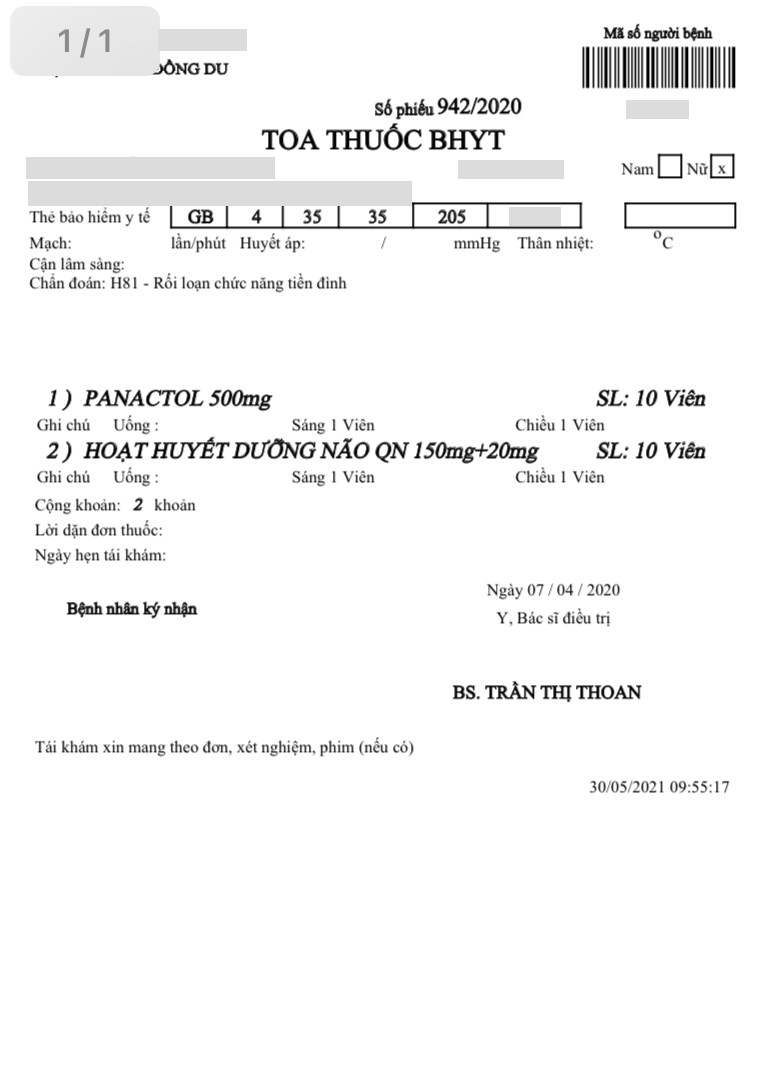 1/1
Mã số người bệnh
ĐÔNG DU
Số phiếu 942/2020
TOA THUỐC BHYT
Nam Nữ x
Thẻ bảo hiểm y tế GB 4 35 35 205
Mạch: lần/phút Huyết áp: / mmHg Thân nhiệt: ºC
Cận lâm sàng:
Chẩn đoán: H81 - Rối loạn chức năng tiền đình
1 ) PANACTOL 500mg SL: 10 Viên
Ghi chú Uống : Sáng 1 Viên Chiều 1 Viên
2 ) HOẠT HUYẾT DƯỠNG NÃO QN 150mg+20mg SL: 10 Viên
Ghi chú Uống : Sáng 1 Viên Chiều 1 Viên
Cộng khoản: 2 khoản
Lời dặn đơn thuốc:
Ngày hẹn tái khám:
Ngày 07 / 04 / 2020
Bệnh nhân ký nhận
Y, Bác sĩ điều trị
BS. TRẦN THỊ THOAN
Tái khám xin mang theo đơn, xét nghiệm, phim (nếu có)
30/05/2021 09:55:17